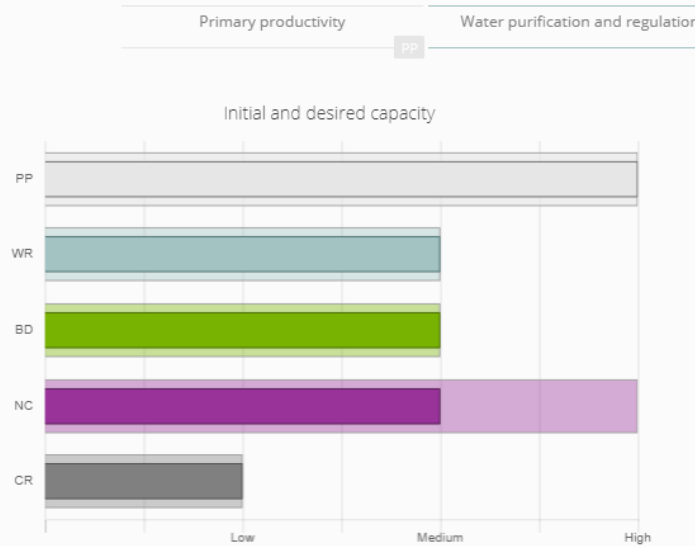 Primary productivity
Water purification and regulation
PP
Initial and desired capacity
PP
WR
BD
NC
CR
Low Medium High